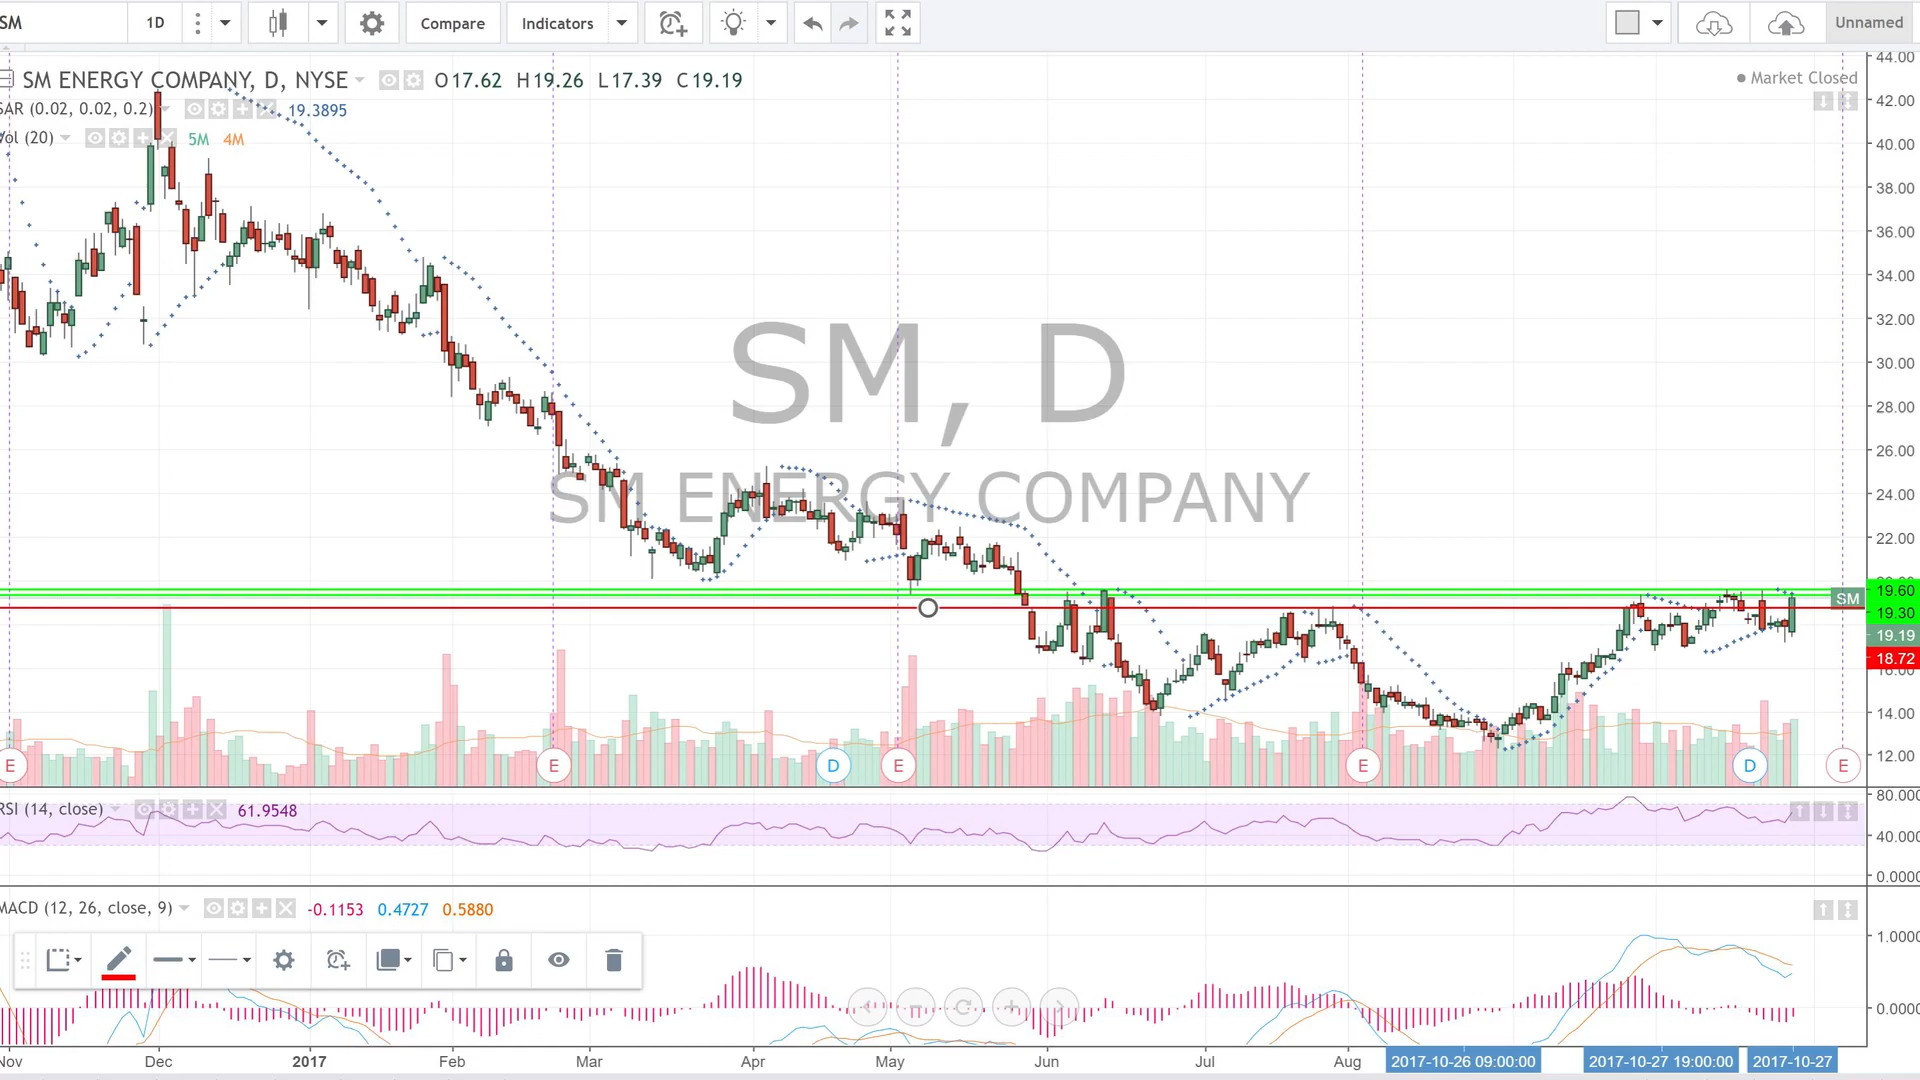 SM 1D Compare Indicators Unnamed
SM ENERGY COMPANY, D, NYSE O17.62 H19.26 L17.39 C19.19 Market Closed
SAR (0.02, 0.02, 0.2) 19.3895
Vol (20) 5M 4M
44.00
42.00
40.00
38.00
36.00
34.00
32.00
30.00
28.00
26.00
24.00
22.00
SM, D
SM ENERGY COMPANY
19.60
SM
19.30
19.19
18.72
14.00
12.00
E E D E E D E
RSI (14, close) 61.9548
80.000
40.000
0.0000
MACD (12, 26, close, 9) -0.1153 0.4727 0.5880
1.0000
0.0000
Nov Dec 2017 Feb Mar Apr May Jun Jul Aug 2017-10-26 09:00:00 2017-10-27 19:00:00 2017-10-27